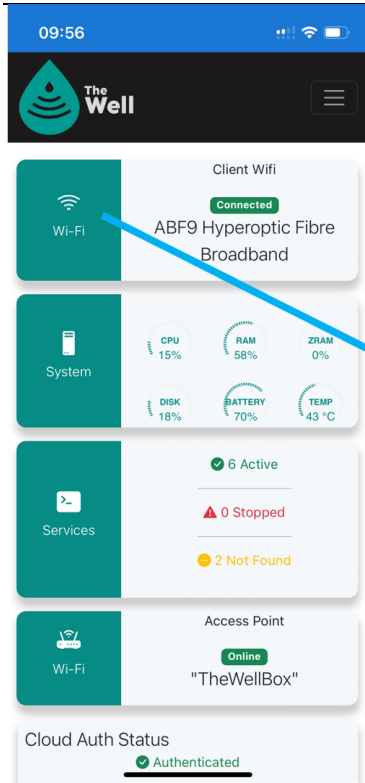 09:56
The
Well
Client Wifi
Connected
Wi-Fi
ABF9 Hyperoptic Fibre
Broadband
System
CPU
15%
RAM
58%
ZRAM
0%
DISK
18%
BATTERY
70%
TEMP
43 °C
6 Active
Services
0 Stopped
2 Not Found
Access Point
Wi-Fi
Online
"TheWellBox"
Cloud Auth Status
Authenticated